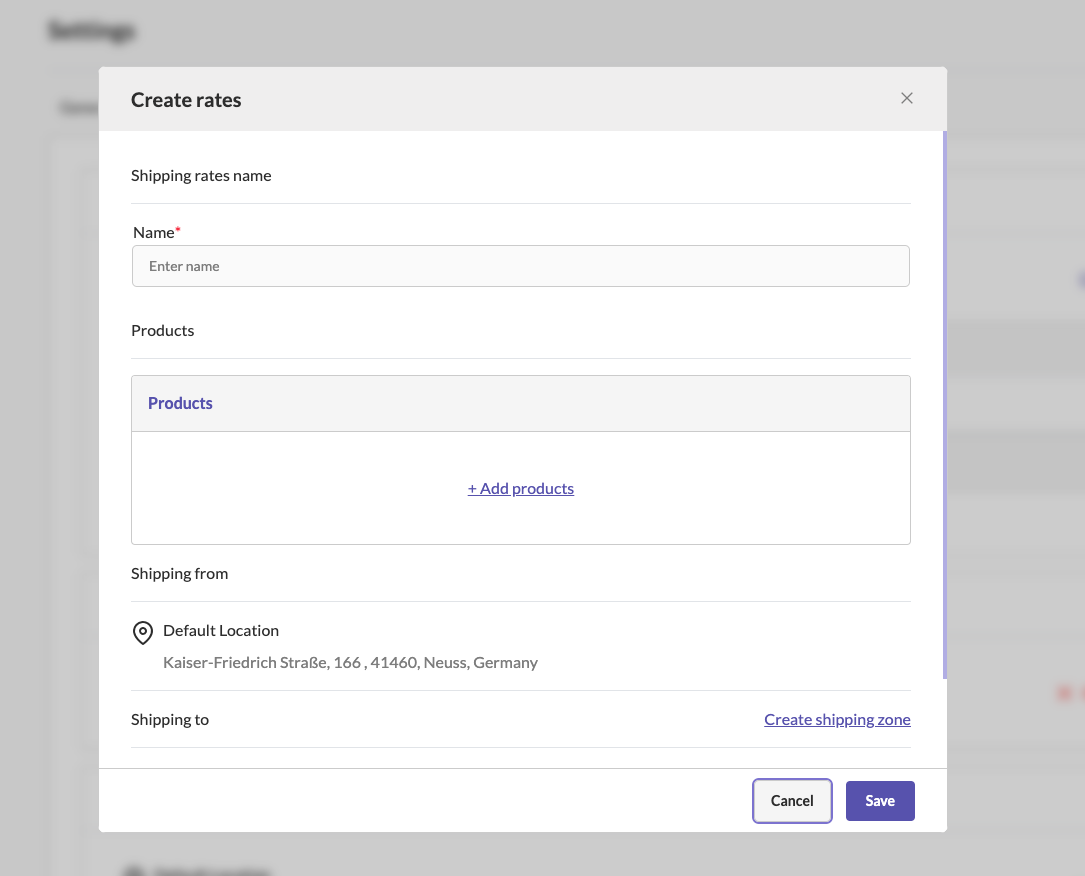 Settings
Create rates
Shipping rates name
Name*
Enter name
Products
Products
+ Add products
Shipping from
Default Location
Kaiser-Friedrich Straße, 166 , 41460, Neuss, Germany
Shipping to
Create shipping zone
Cancel
Save